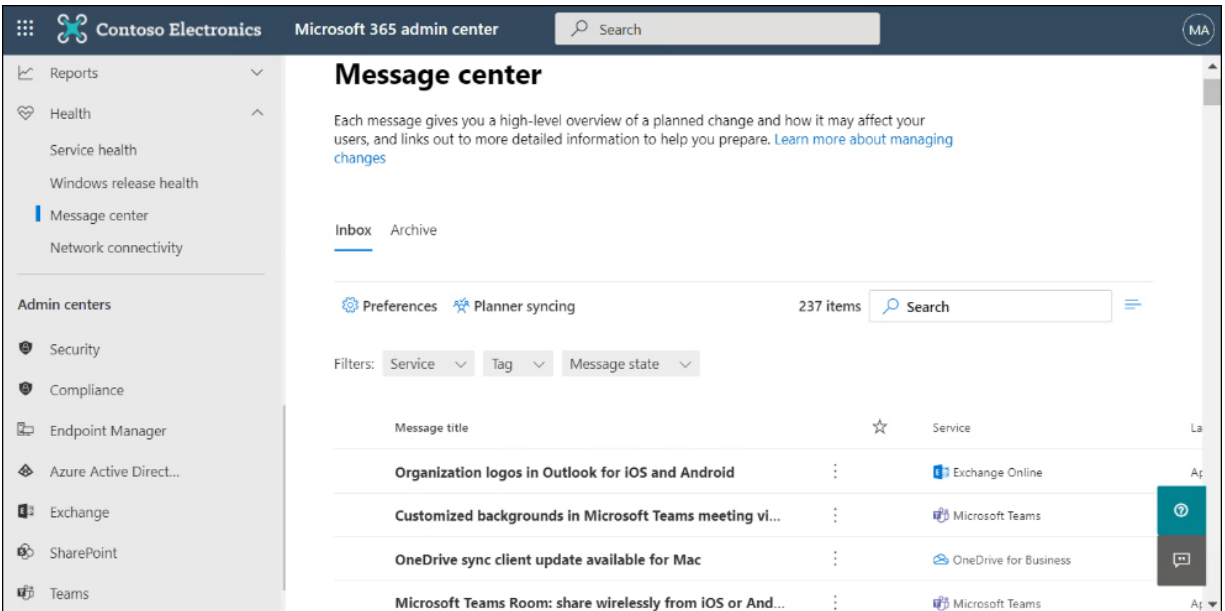 Contoso Electronics Microsoft 365 admin center Search MA
Reports
Health
Service health
Windows release health
Message center
Network connectivity
Admin centers
Security
Compliance
Endpoint Manager
Azure Active Direct...
Exchange
SharePoint
Teams
Message center
Each message gives you a high-level overview of a planned change and how it may affect your
users, and links out to more detailed information to help you prepare. Learn more about managing
changes
Inbox Archive
Preferences Planner syncing 237 items Search
Filters: Service Tag Message state
Message title Service La
Organization logos in Outlook for iOS and Android Exchange Online Ap
Customized backgrounds in Microsoft Teams meeting vi... Microsoft Teams
OneDrive sync client update available for Mac OneDrive for Business
Microsoft Teams Room: share wirelessly from iOS or And... Microsoft Teams Ap